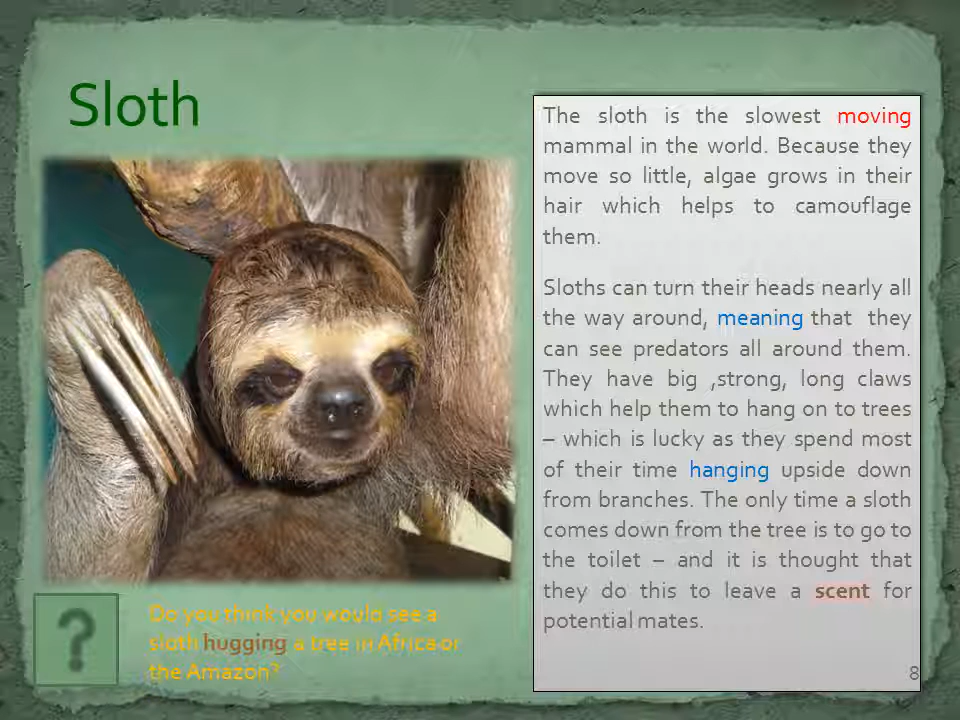 Sloth
The sloth is the slowest moving
mammal in the world. Because they
move so little, algae grows in their
hair which helps to camouflage
them.
Sloths can turn their heads nearly all
the way around, meaning that they
can see predators all around them.
They have big ,strong, long claws
which help them to hang on to trees
– which is lucky as they spend most
of their time hanging upside down
from branches. The only time a sloth
comes down from the tree is to go to
the toilet – and it is thought that
they do this to leave a scent for
potential mates.
?
Do you think you would see a
sloth hugging a tree in Africa or
the Amazon?
8